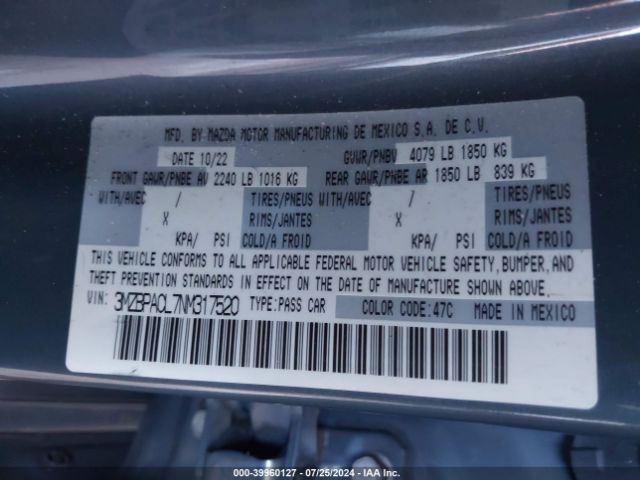 MFD. BY MAZDA MOTOR MANUFACTURING DE MEXICO S.A. DE C.V.
DATE 10/22 GVWR/PNBV 4079 LB 1850 KG
FRONT GAWR/PNBE AV 2240 LB 1016 KG REAR GAWR/PNBE AR 1850 LB 839 KG
WITH/AVEC / TIRES/PNEUS WITH/AVEC / TIRES/PNEUS
X RIMS/JANTES X RIMS/JANTES
KPA/ PSI COLD/A FROID KPA/ PSI COLD/A FROID
THIS VEHICLE CONFORMS TO ALL APPLICABLE FEDERAL MOTOR VEHICLE SAFETY, BUMPER, AND
THEFT PREVENTION STANDARDS IN EFFECT ON THE DATE OF MANUFACTURE SHOWN ABOVE.
VIN: 3MZBPACL7NM317520 TYPE:PASS CAR COLOR CODE:47C MADE IN MEXICO
000-39960127 - 07/25/2024 - IAA Inc.